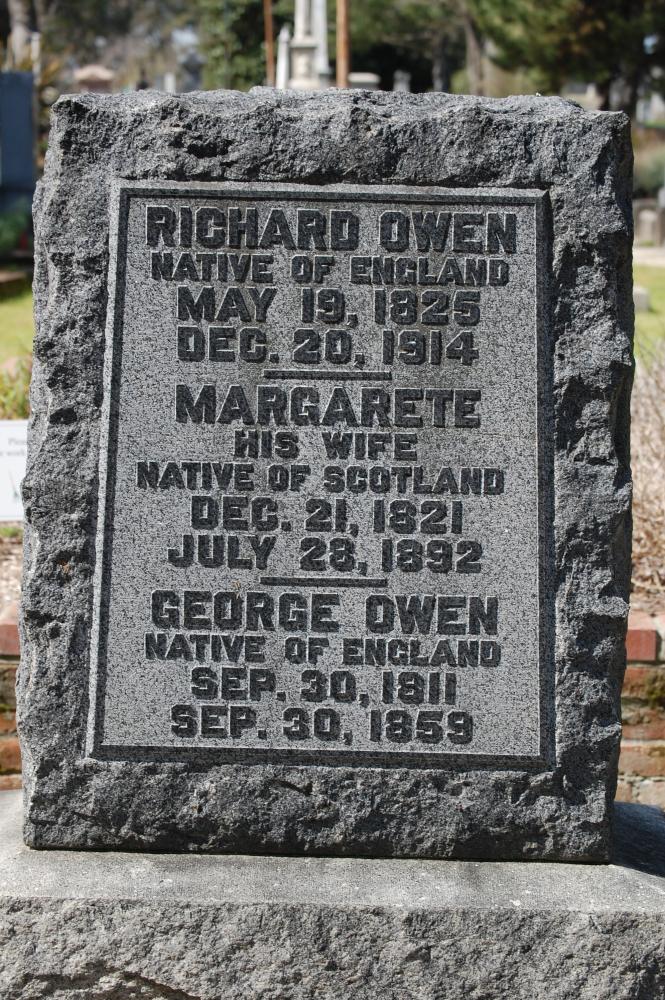 RICHARD OWEN
NATIVE OF ENGLAND
MAY 19, 1825
DEC. 20, 1914
MARGARETE
HIS WIFE
NATIVE OF SCOTLAND
DEC. 21, 1821
JULY 28, 1892
GEORGE OWEN
NATIVE OF ENGLAND
SEP. 30, 1811
SEP. 30, 1859